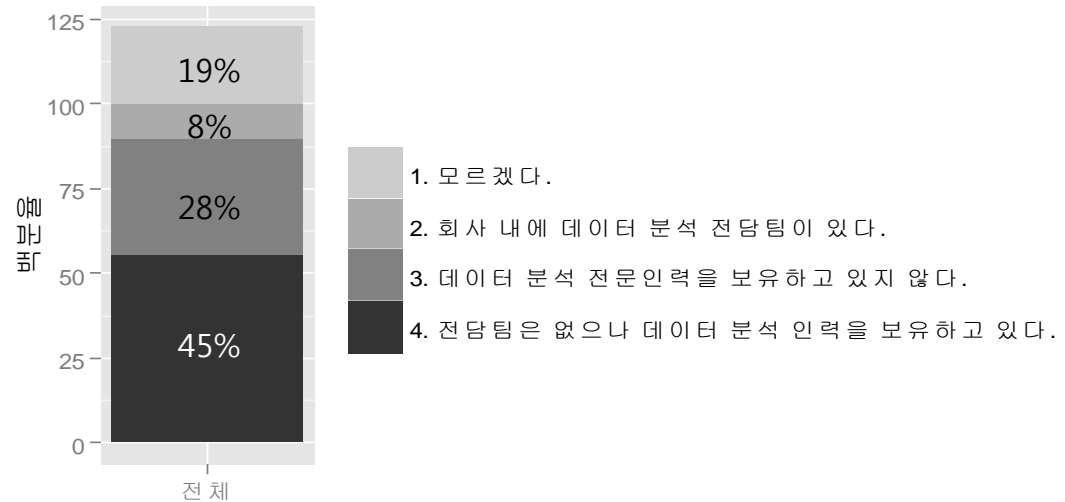 125
100
75
50
25
0
백분율
19%
8%
28%
45%
전체
1. 모르겠다.
2. 회사 내에 데이터 분석 전담팀이 있다.
3. 데이터 분석 전문인력을 보유하고 있지 않다.
4. 전담팀은 없으나 데이터 분석 인력을 보유하고 있다.